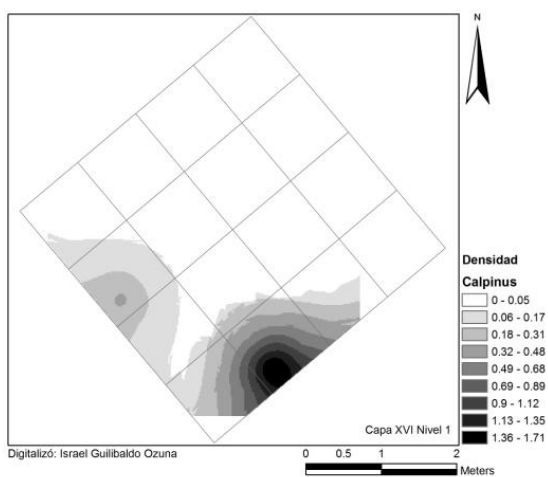 N
Densidad
Calpinus
0 - 0.05
0.06 - 0.17
0.18 - 0.31
0.32 - 0.48
0.49 - 0.68
0.69 - 0.89
0.9 - 1.12
1.13 - 1.35
1.36 - 1.71
Capa XVI Nivel 1
Digitalizó: Israel Guilibaldo Ozuna
0 0.5 1 2
Meters